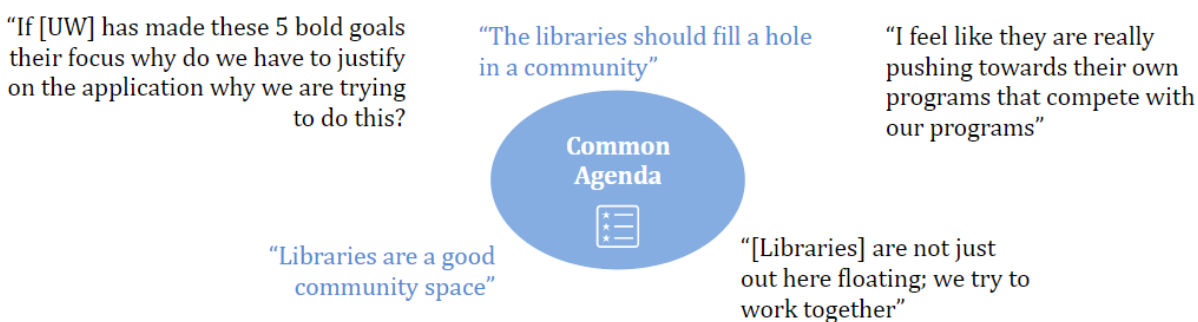 “If [UW] has made these 5 bold goals
their focus why do we have to justify
on the application why we are trying
to do this?
“The libraries should fill a hole
in a community”
“I feel like they are really
pushing towards their own
programs that compete with
our programs”
Common
Agenda
“Libraries are a good
community space”
“[Libraries] are not just
out here floating; we try to
work together”